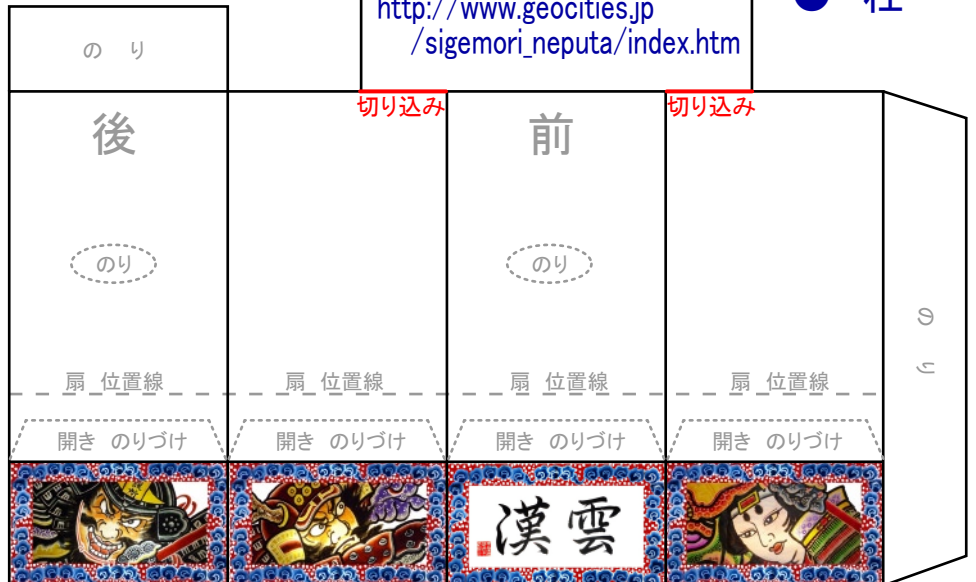 http://www.geocities.jp
/sigemori_neputa/index.htm
の り
切り込み
切り込み
後
前
のり
のり
の り
扇 位置線
扇 位置線
扇 位置線
扇 位置線
開き のりづけ
開き のりづけ
開き のりづけ
開き のりづけ
漢雲